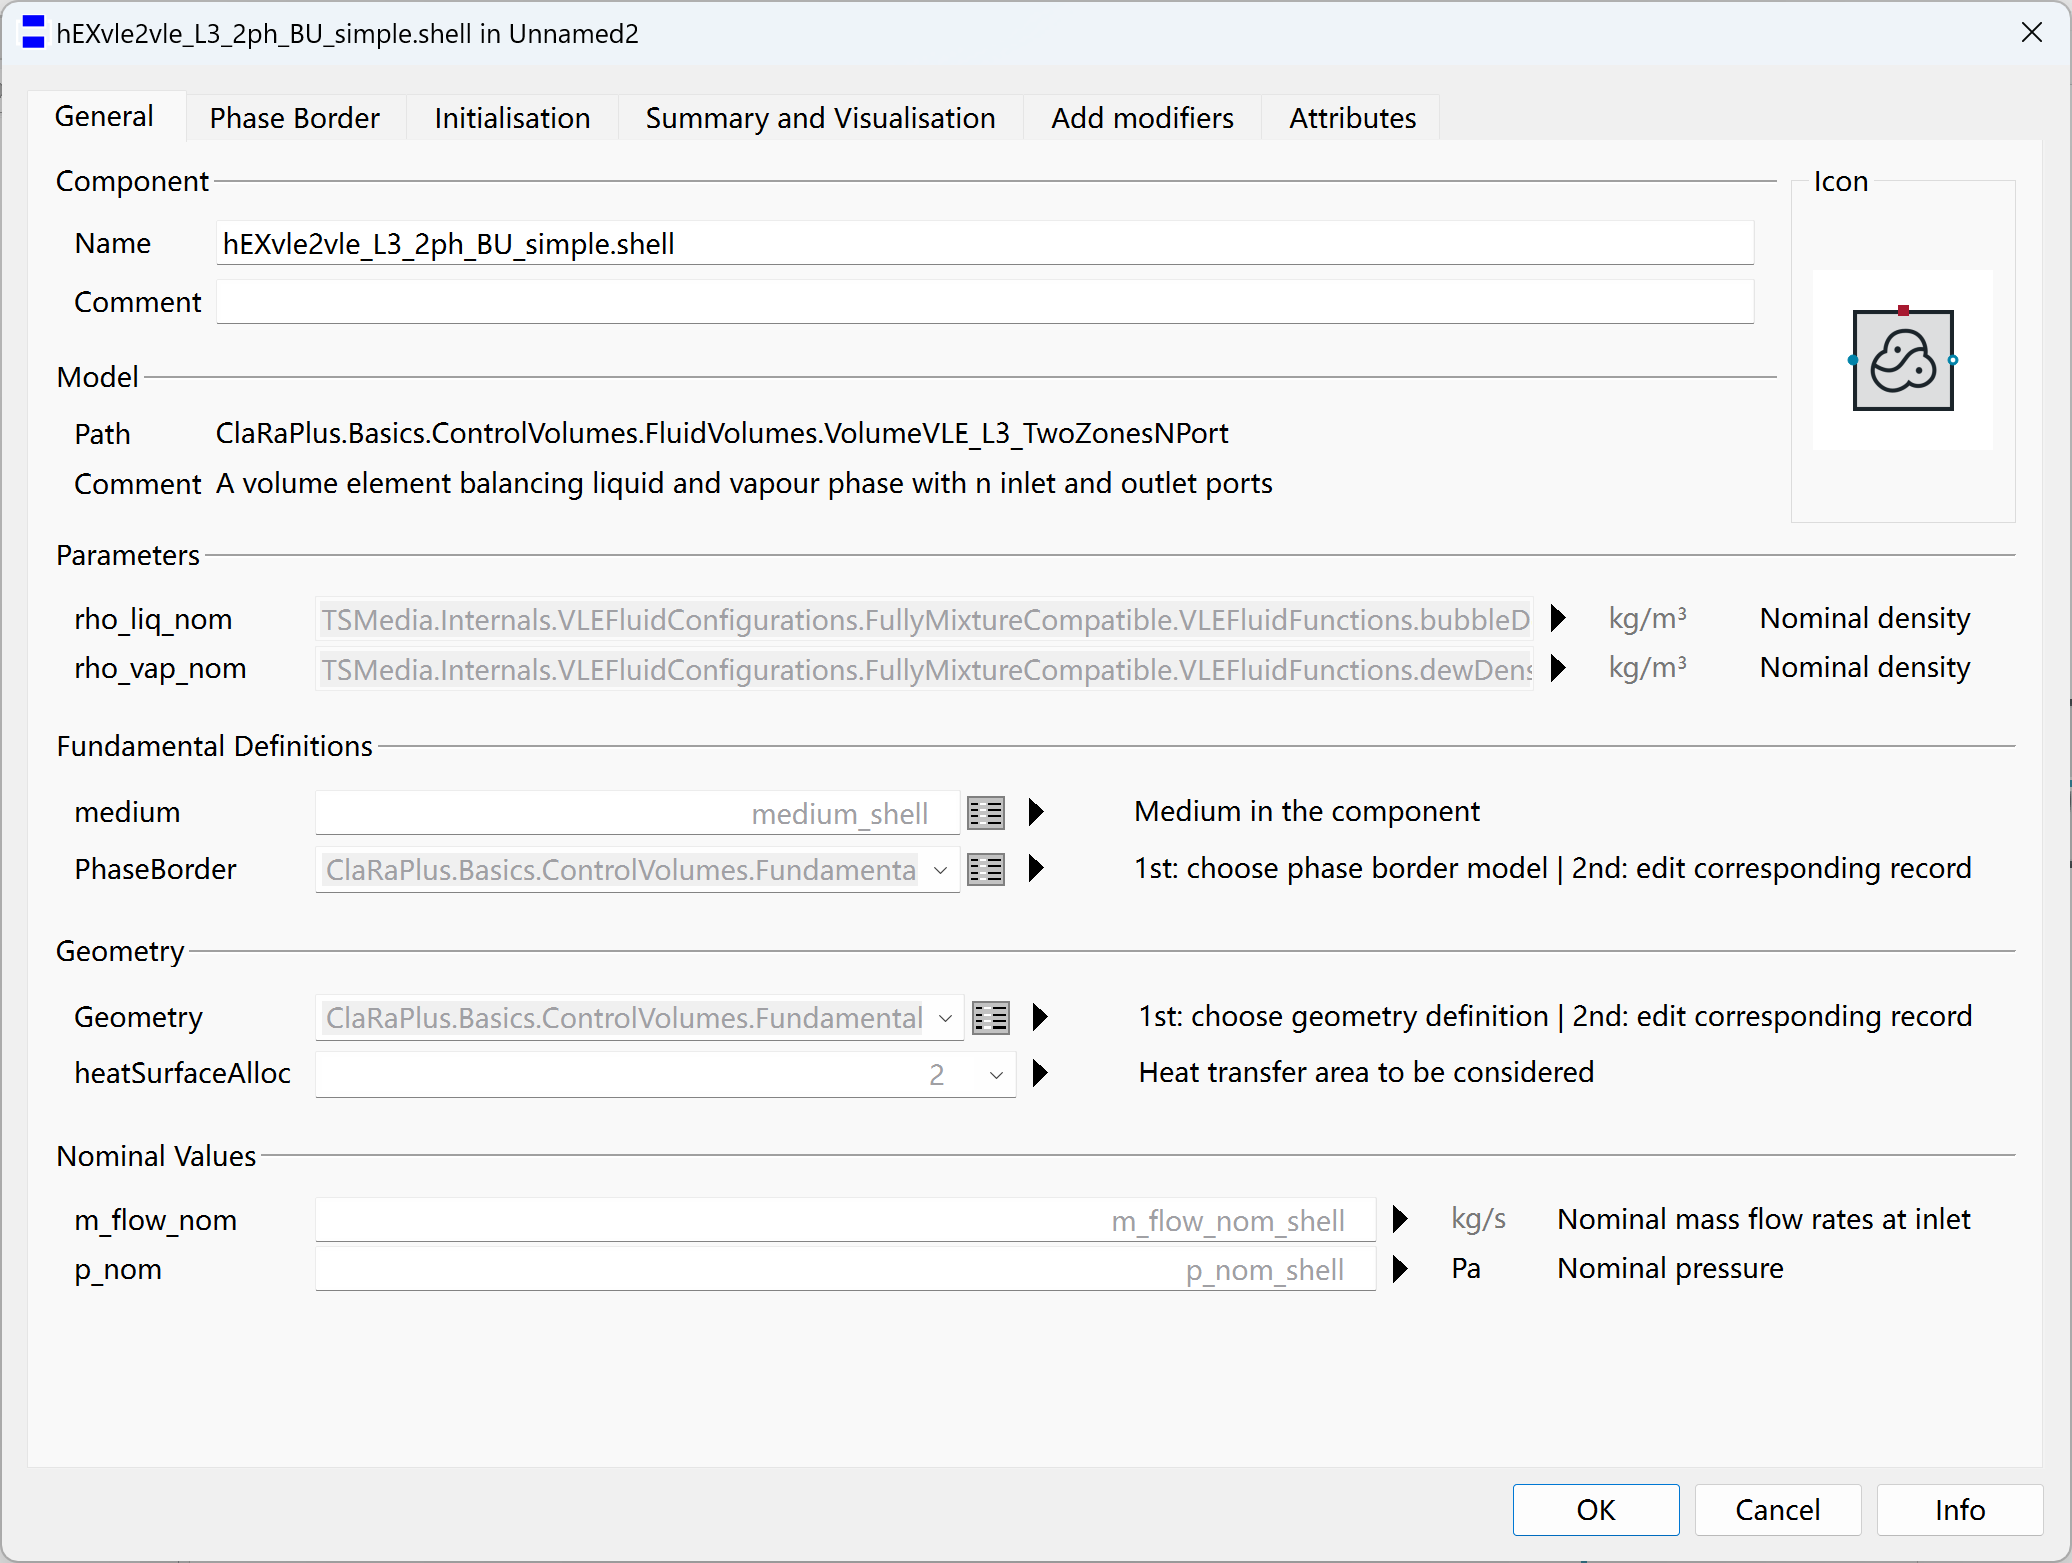 hEXvle2vle_L3_2ph_BU_simple.shell in Unnamed2
General Phase Border Initialisation Summary and Visualisation Add modifiers Attributes
Component
Icon
Name hEXvle2vle_L3_2ph_BU_simple.shell
Comment
Model
Path ClaRaPlus.Basics.ControlVolumes.FluidVolumes.VolumeVLE_L3_TwoZonesNPort
Comment A volume element balancing liquid and vapour phase with n inlet and outlet ports
Parameters
rho_liq_nom TSMedia.Internals.VLEFluidConfigurations.FullyMixtureCompatible.VLEFluidFunctions.bubbleD kg/m³ Nominal density
rho_vap_nom TSMedia.Internals.VLEFluidConfigurations.FullyMixtureCompatible.VLEFluidFunctions.dewDens kg/m³ Nominal density
Fundamental Definitions
medium medium_shell Medium in the component
PhaseBorder ClaRaPlus.Basics.ControlVolumes.Fundamenta 1st: choose phase border model | 2nd: edit corresponding record
Geometry
Geometry ClaRaPlus.Basics.ControlVolumes.Fundamental 1st: choose geometry definition | 2nd: edit corresponding record
heatSurfaceAlloc 2 Heat transfer area to be considered
Nominal Values
m_flow_nom m_flow_nom_shell kg/s Nominal mass flow rates at inlet
p_nom p_nom_shell Pa Nominal pressure
OK Cancel Info